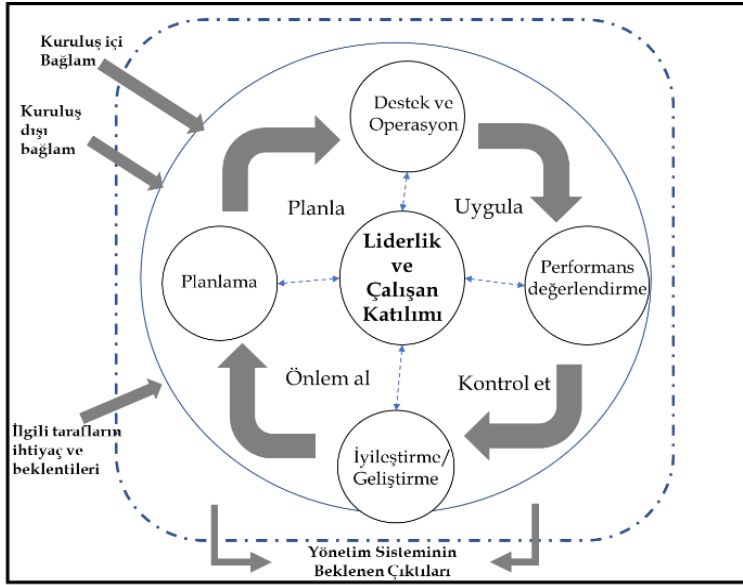 Kuruluş içi
Bağlam
Kuruluş
dışı
bağlam
Destek ve
Operasyon
Planla
Uygula
Planlama
Liderlik
ve
Çalışan
Katılımı
Performans
değerlendirme
Önlem al
Kontrol et
İlgili tarafların
ihtiyaç ve
beklentileri
İyileştirme/
Geliştirme
Yönetim Sisteminin
Beklenen Çıktıları